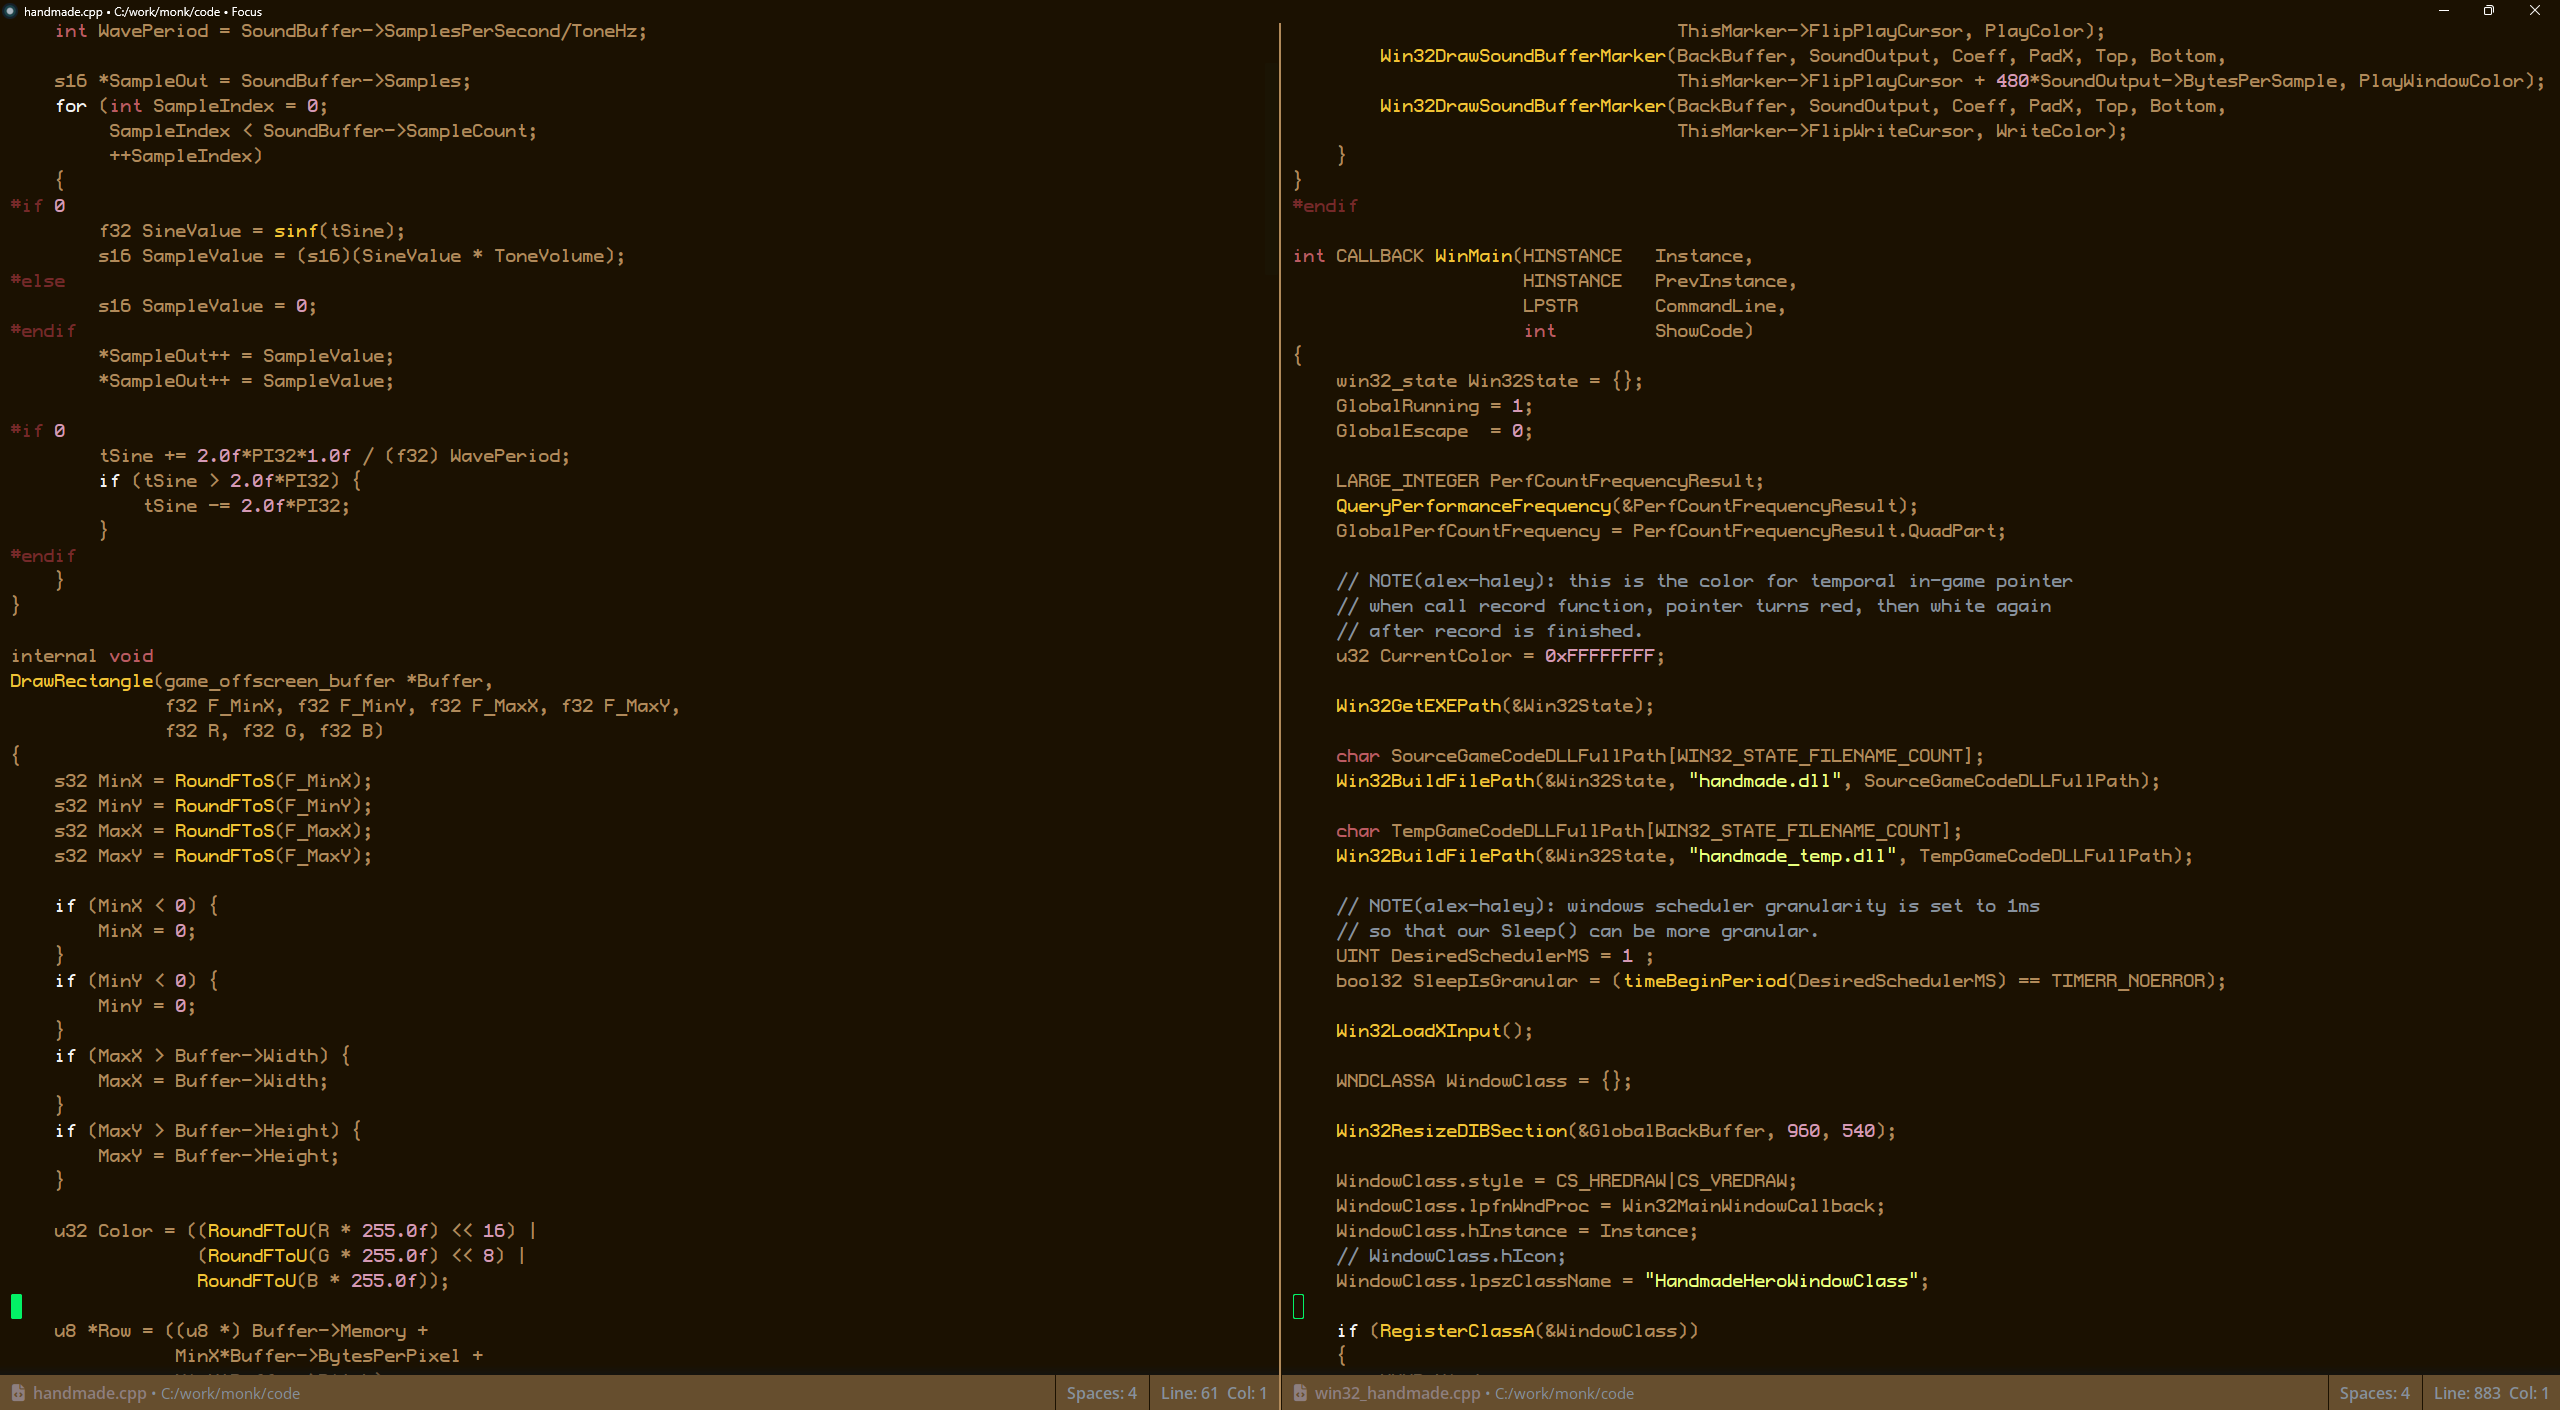 handmade.cpp • C:/work/monk/code • Focus
    int WavePeriod = SoundBuffer->SamplesPerSecond/ToneHz;

    s16 *SampleOut = SoundBuffer->Samples;
    for (int SampleIndex = 0;
         SampleIndex < SoundBuffer->SampleCount;
         ++SampleIndex)
    {
#if 0
        f32 SineValue = sinf(tSine);
        s16 SampleValue = (s16)(SineValue * ToneVolume);
#else
        s16 SampleValue = 0;
#endif
        *SampleOut++ = SampleValue;
        *SampleOut++ = SampleValue;

#if 0
        tSine += 2.0f*PI32*1.0f / (f32) WavePeriod;
        if (tSine > 2.0f*PI32) {
            tSine -= 2.0f*PI32;
        }
#endif
    }
}

internal void
DrawRectangle(game_offscreen_buffer *Buffer,
              f32 F_MinX, f32 F_MinY, f32 F_MaxX, f32 F_MaxY,
              f32 R, f32 G, f32 B)
{
    s32 MinX = RoundFToS(F_MinX);
    s32 MinY = RoundFToS(F_MinY);
    s32 MaxX = RoundFToS(F_MaxX);
    s32 MaxY = RoundFToS(F_MaxY);

    if (MinX < 0) {
        MinX = 0;
    }
    if (MinY < 0) {
        MinY = 0;
    }
    if (MaxX > Buffer->Width) {
        MaxX = Buffer->Width;
    }
    if (MaxY > Buffer->Height) {
        MaxY = Buffer->Height;
    }

    u32 Color = ((RoundFToU(R * 255.0f) << 16) |
                 (RoundFToU(G * 255.0f) << 8) |
                 RoundFToU(B * 255.0f));

    u8 *Row = ((u8 *) Buffer->Memory +
               MinX*Buffer->BytesPerPixel +
handmade.cpp • C:/work/monk/code
Spaces: 4
Line: 61 Col: 1
                                   ThisMarker->FlipPlayCursor, PlayColor);
        Win32DrawSoundBufferMarker(BackBuffer, SoundOutput, Coeff, PadX, Top, Bottom,
                                   ThisMarker->FlipPlayCursor + 480*SoundOutput->BytesPerSample, PlayWindowColor);
        Win32DrawSoundBufferMarker(BackBuffer, SoundOutput, Coeff, PadX, Top, Bottom,
                                   ThisMarker->FlipWriteCursor, WriteColor);
    }
}
#endif

int CALLBACK WinMain(HINSTANCE   Instance,
                     HINSTANCE   PrevInstance,
                     LPSTR       CommandLine,
                     int         ShowCode)
{
    win32_state Win32State = {};
    GlobalRunning = 1;
    GlobalEscape  = 0;

    LARGE_INTEGER PerfCountFrequencyResult;
    QueryPerformanceFrequency(&PerfCountFrequencyResult);
    GlobalPerfCountFrequency = PerfCountFrequencyResult.QuadPart;

    // NOTE(alex-haley): this is the color for temporal in-game pointer
    // when call record function, pointer turns red, then white again
    // after record is finished.
    u32 CurrentColor = 0xFFFFFFFF;

    Win32GetEXEPath(&Win32State);

    char SourceGameCodeDLLFullPath[WIN32_STATE_FILENAME_COUNT];
    Win32BuildFilePath(&Win32State, "handmade.dll", SourceGameCodeDLLFullPath);

    char TempGameCodeDLLFullPath[WIN32_STATE_FILENAME_COUNT];
    Win32BuildFilePath(&Win32State, "handmade_temp.dll", TempGameCodeDLLFullPath);

    // NOTE(alex-haley): windows scheduler granularity is set to 1ms
    // so that our Sleep() can be more granular.
    UINT DesiredSchedulerMS = 1 ;
    bool32 SleepIsGranular = (timeBeginPeriod(DesiredSchedulerMS) == TIMERR_NOERROR);

    Win32LoadXInput();

    WNDCLASSA WindowClass = {};

    Win32ResizeDIBSection(&GlobalBackBuffer, 960, 540);

    WindowClass.style = CS_HREDRAW|CS_VREDRAW;
    WindowClass.lpfnWndProc = Win32MainWindowCallback;
    WindowClass.hInstance = Instance;
    // WindowClass.hIcon;
    WindowClass.lpszClassName = "HandmadeHeroWindowClass";

    if (RegisterClassA(&WindowClass))
    {
win32_handmade.cpp • C:/work/monk/code
Spaces: 4
Line: 883 Col: 1